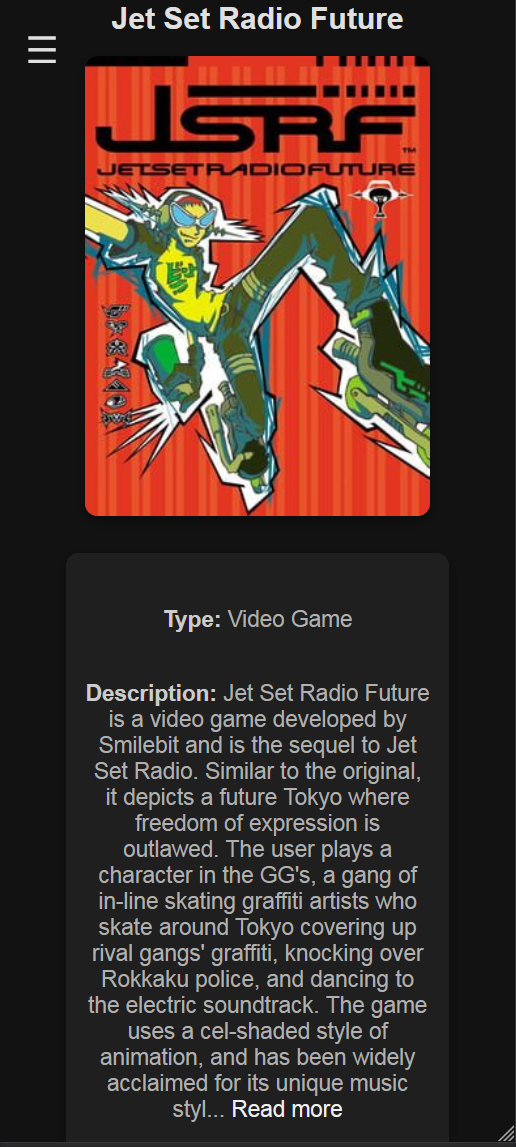 Jet Set Radio Future
JSRF
™
JETSETRADIOFUTURE
ビート
Type: Video Game
Description: Jet Set Radio Future
is a video game developed by
Smilebit and is the sequel to Jet
Set Radio. Similar to the original,
it depicts a future Tokyo where
freedom of expression is
outlawed. The user plays a
character in the GG's, a gang of
in-line skating graffiti artists who
skate around Tokyo covering up
rival gangs' graffiti, knocking over
Rokkaku police, and dancing to
the electric soundtrack. The game
uses a cel-shaded style of
animation, and has been widely
acclaimed for its unique music
styl... Read more